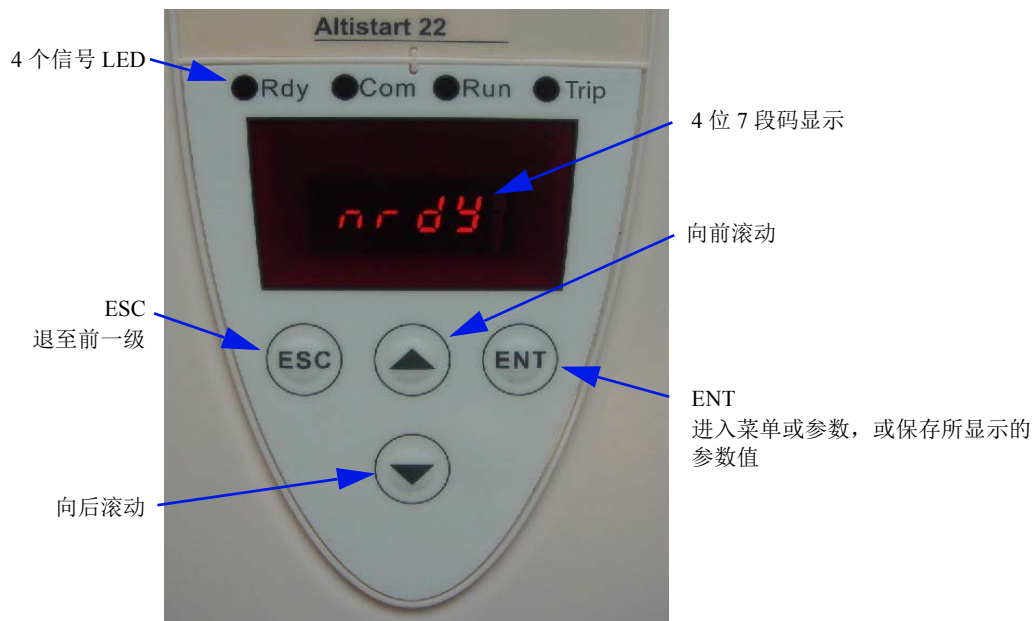 Altistart 22
4 个信号 LED
Rdy Com Run Trip
4 位 7 段码显示
nrdY
向前滚动
ESC
退至前一级
ESC
ENT
ENT
进入菜单或参数，或保存所显示的
参数值
向后滚动